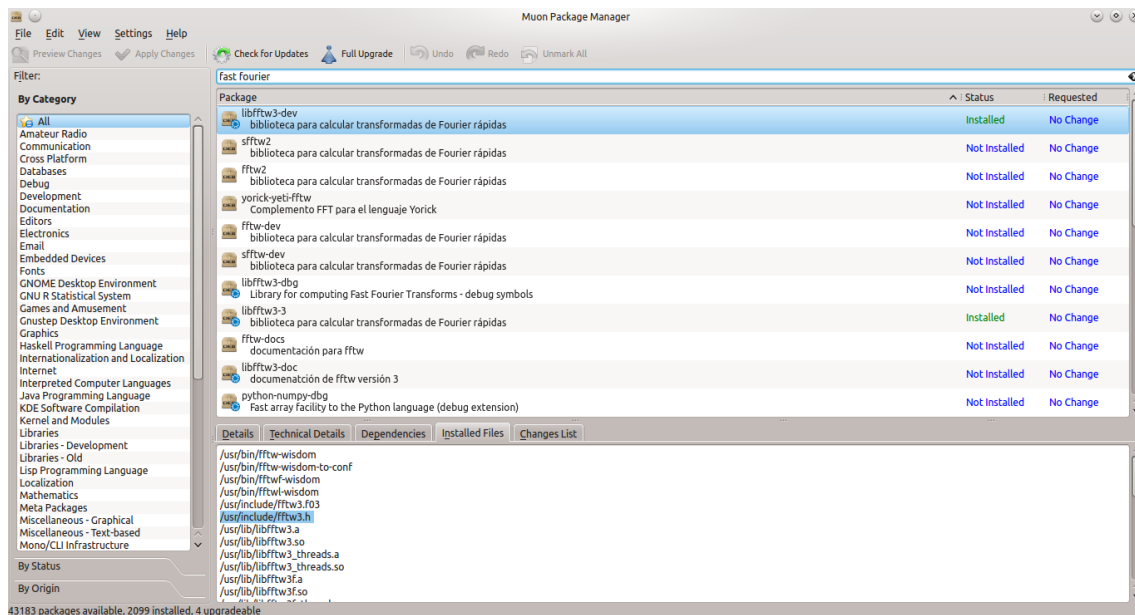 Muon Package Manager
File Edit View Settings Help
Preview Changes Apply Changes Check for Updates Full Upgrade Undo Redo Unmark All
Filter:
fast fourier
By Category
Package Status Requested
All
Amateur Radio
Communication
Cross Platform
Databases
Debug
Development
Documentation
Editors
Electronics
Email
Embedded Devices
Fonts
GNOME Desktop Environment
GNU R Statistical System
Games and Amusement
Gnustep Desktop Environment
Graphics
Haskell Programming Language
Internationalization and Localization
Internet
Interpreted Computer Languages
Java Programming Language
KDE Software Compilation
Kernel and Modules
Libraries
Libraries - Development
Libraries - Old
Lisp Programming Language
Localization
Mathematics
Meta Packages
Miscellaneous - Graphical
Miscellaneous - Text-based
Mono/CLI Infrastructure
By Status
By Origin
libfftw3-dev
biblioteca para calcular transformadas de Fourier rápidas Installed No Change
sfftw2
biblioteca para calcular transformadas de Fourier rápidas Not Installed No Change
fftw2
biblioteca para calcular transformadas de Fourier rápidas Not Installed No Change
yorick-yeti-fftw
Complemento FFT para el lenguaje Yorick Not Installed No Change
fftw-dev
biblioteca para calcular transformadas de Fourier rápidas Not Installed No Change
sfftw-dev
biblioteca para calcular transformadas de Fourier rápidas Not Installed No Change
libfftw3-dbg
Library for computing Fast Fourier Transforms - debug symbols Not Installed No Change
libfftw3-3
biblioteca para calcular transformadas de Fourier rápidas Installed No Change
fftw-docs
documentación para fftw Not Installed No Change
libfftw3-doc
documenatción de fftw versión 3 Not Installed No Change
python-numpy-dbg
Fast array facility to the Python language (debug extension) Not Installed No Change
Details Technical Details Dependencies Installed Files Changes List
/usr/bin/fftw-wisdom
/usr/bin/fftw-wisdom-to-conf
/usr/bin/fftwf-wisdom
/usr/bin/fftwl-wisdom
/usr/include/fftw3.f03
/usr/include/fftw3.h
/usr/lib/libfftw3.a
/usr/lib/libfftw3.so
/usr/lib/libfftw3_threads.a
/usr/lib/libfftw3_threads.so
/usr/lib/libfftw3f.a
/usr/lib/libfftw3f.so
43183 packages available, 2099 installed, 4 upgradeable